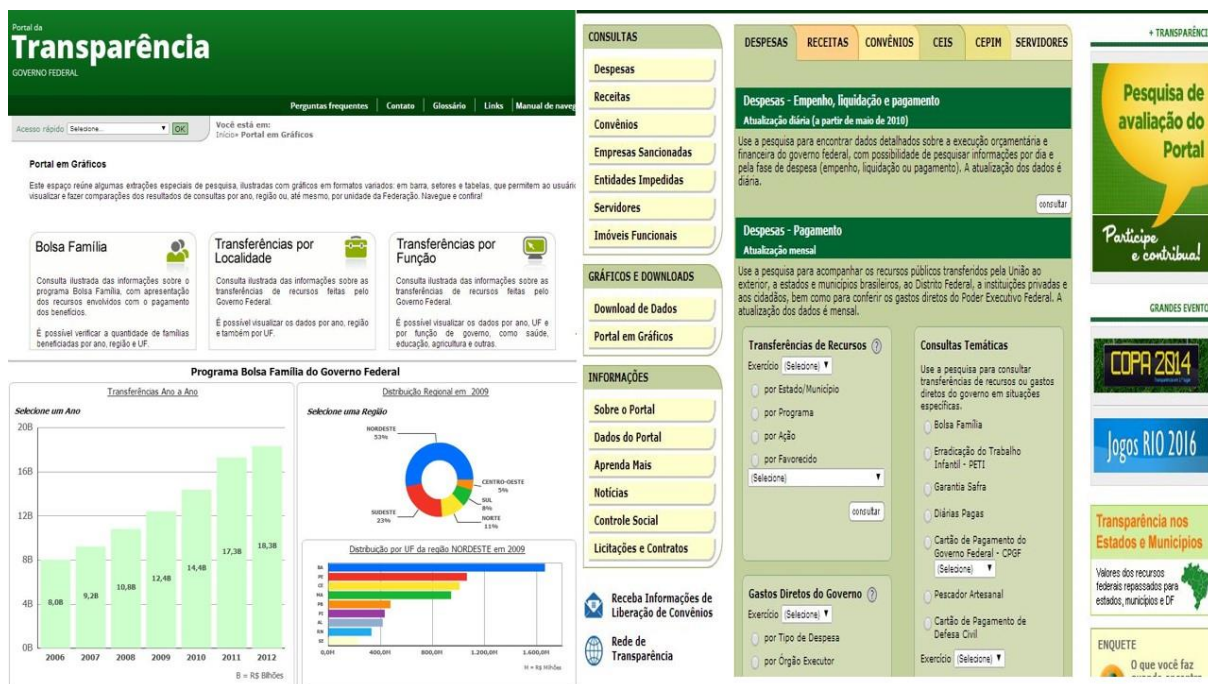 Portal da
Transparência
GOVERNO FEDERAL
Perguntas frequentes | Contato | Glossário | Links | Manual de naveg
Acesso rápido Selecione... OK
Você está em:
Início» Portal em Gráficos
Portal em Gráficos
Este espaço reúne algumas extrações especiais de pesquisa, ilustradas com gráficos em formatos variados: em barra, setores e tabelas, que permitem ao usuário
visualizar e fazer comparações dos resultados de consultas por ano, região ou, até mesmo, por unidade da Federação. Navegue e confira!
Bolsa Família
Consulta ilustrada das informações sobre o
programa Bolsa Família, com apresentação
dos recursos envolvidos com o pagamento
dos benefícios.
É possível verificar a quantidade de famílias
beneficiadas por ano, região e UF.
Transferências por
Localidade
Consulta ilustrada das informações sobre as
transferências de recursos feitas pelo
Governo Federal.
É possível visualizar os dados por ano, região
e também por UF.
Transferências por
Função
Consulta ilustrada das informações sobre as
transferências de recursos feitas pelo
Governo Federal.
É possível visualizar os dados por ano, UF e
por função de governo, como saúde,
educação, agricultura e outras.
Programa Bolsa Família do Governo Federal
Transferências Ano a Ano
Selecione um Ano
20B
16B
12B
8B
4B
0B
8,0B
9,2B
10,8B
12,4B
14,4B
17,3B
18,3B
2006 2007 2008 2009 2010 2011 2012
B = R$ Bilhões
Distribuição Regional em 2009
Selecione uma Região
NORDESTE
53%
CENTRO-OESTE
5%
SUL
8%
NORTE
11%
SUDESTE
23%
Distribuição por UF da região NORDESTE em 2009
BA
PE
CE
MA
PB
PI
AL
RN
SE
0,0M 400,0M 800,0M 1.200,0M 1.600,0M
M = R$ Milhões
CONSULTAS
Despesas
Receitas
Convênios
Empresas Sancionadas
Entidades Impedidas
Servidores
Imóveis Funcionais
GRÁFICOS E DOWNLOADS
Download de Dados
Portal em Gráficos
INFORMAÇÕES
Sobre o Portal
Dados do Portal
Aprenda Mais
Notícias
Controle Social
Licitações e Contratos
Receba Informações de
Liberação de Convênios
Rede de
Transparência
DESPESAS RECEITAS CONVÊNIOS CEIS CEPIM SERVIDORES
Despesas - Empenho, liquidação e pagamento
Atualização diária (a partir de maio de 2010)
Use a pesquisa para encontrar dados detalhados sobre a execução orçamentária e
financeira do governo federal, com possibilidade de pesquisar informações por dia e
pela fase de despesa (empenho, liquidação ou pagamento). A atualização dos dados é
diária.
consultar
Despesas - Pagamento
Atualização mensal
Use a pesquisa para acompanhar os recursos públicos transferidos pela União ao
exterior, a estados e municípios brasileiros, ao Distrito Federal, a instituições privadas e
aos cidadãos, bem como para conferir os gastos diretos do Poder Executivo Federal. A
atualização dos dados é mensal.
Transferências de Recursos ?
Exercício (Selecione)
por Estado/Município
por Programa
por Ação
por Favorecido
(Selecione)
consultar
Gastos Diretos do Governo ?
Exercício (Selecione)
por Tipo de Despesa
por Órgão Executor
Consultas Temáticas
Use a pesquisa para consultar
transferências de recursos ou gastos
diretos do governo em situações
específicas.
Bolsa Família
Erradicação do Trabalho
Infantil - PETI
Garantia Safra
Diárias Pagas
Cartão de Pagamento do
Governo Federal - CPGF
(Selecione)
Pescador Artesanal
Cartão de Pagamento de
Defesa Civil
Exercício (Selecione)
+ TRANSPARÊNCI
Pesquisa de
avaliação do
Portal
Participe
e contribua!
GRANDES EVENTO
COPA 2014
Jogos RIO 2016
Transparência nos
Estados e Municípios
Valores dos recursos
federais repassados para
estados, municípios e DF
ENQUETE
O que você faz
quando encontra